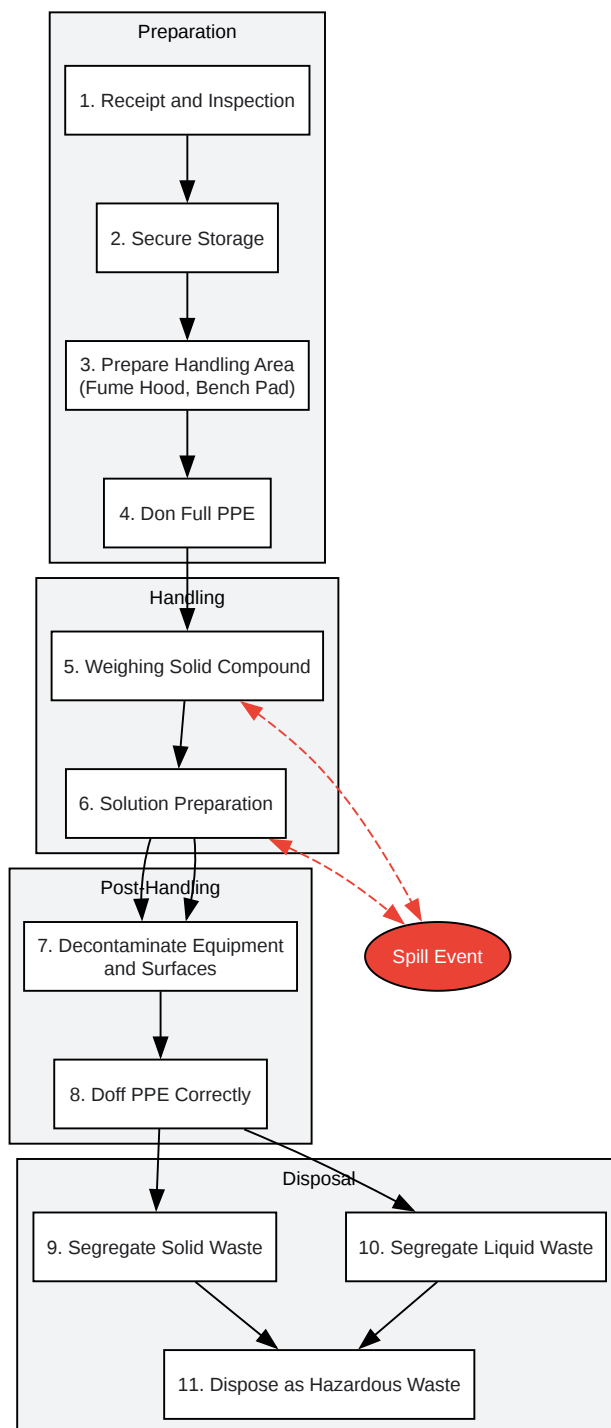 Preparation
1. Receipt and Inspection
2. Secure Storage
3. Prepare Handling Area
(Fume Hood, Bench Pad)
4. Don Full PPE
Handling
5. Weighing Solid Compound
6. Solution Preparation
Post-Handling
7. Decontaminate Equipment
and Surfaces
Spill Event
8. Doff PPE Correctly
Disposal
9. Segregate Solid Waste
10. Segregate Liquid Waste
11. Dispose as Hazardous Waste